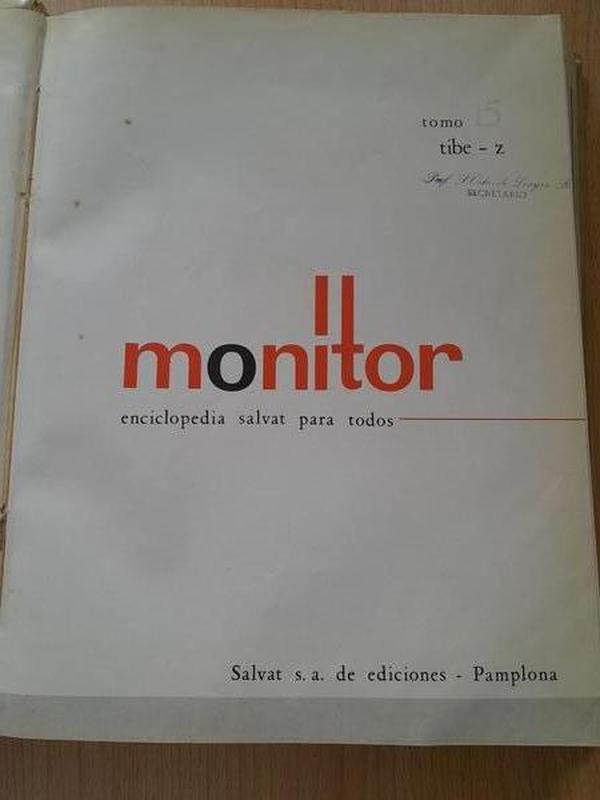 tomo 15
tibe - z
SECRETARIO
monitor
enciclopedia salvat para todos
Salvat s. a. de ediciones - Pamplona